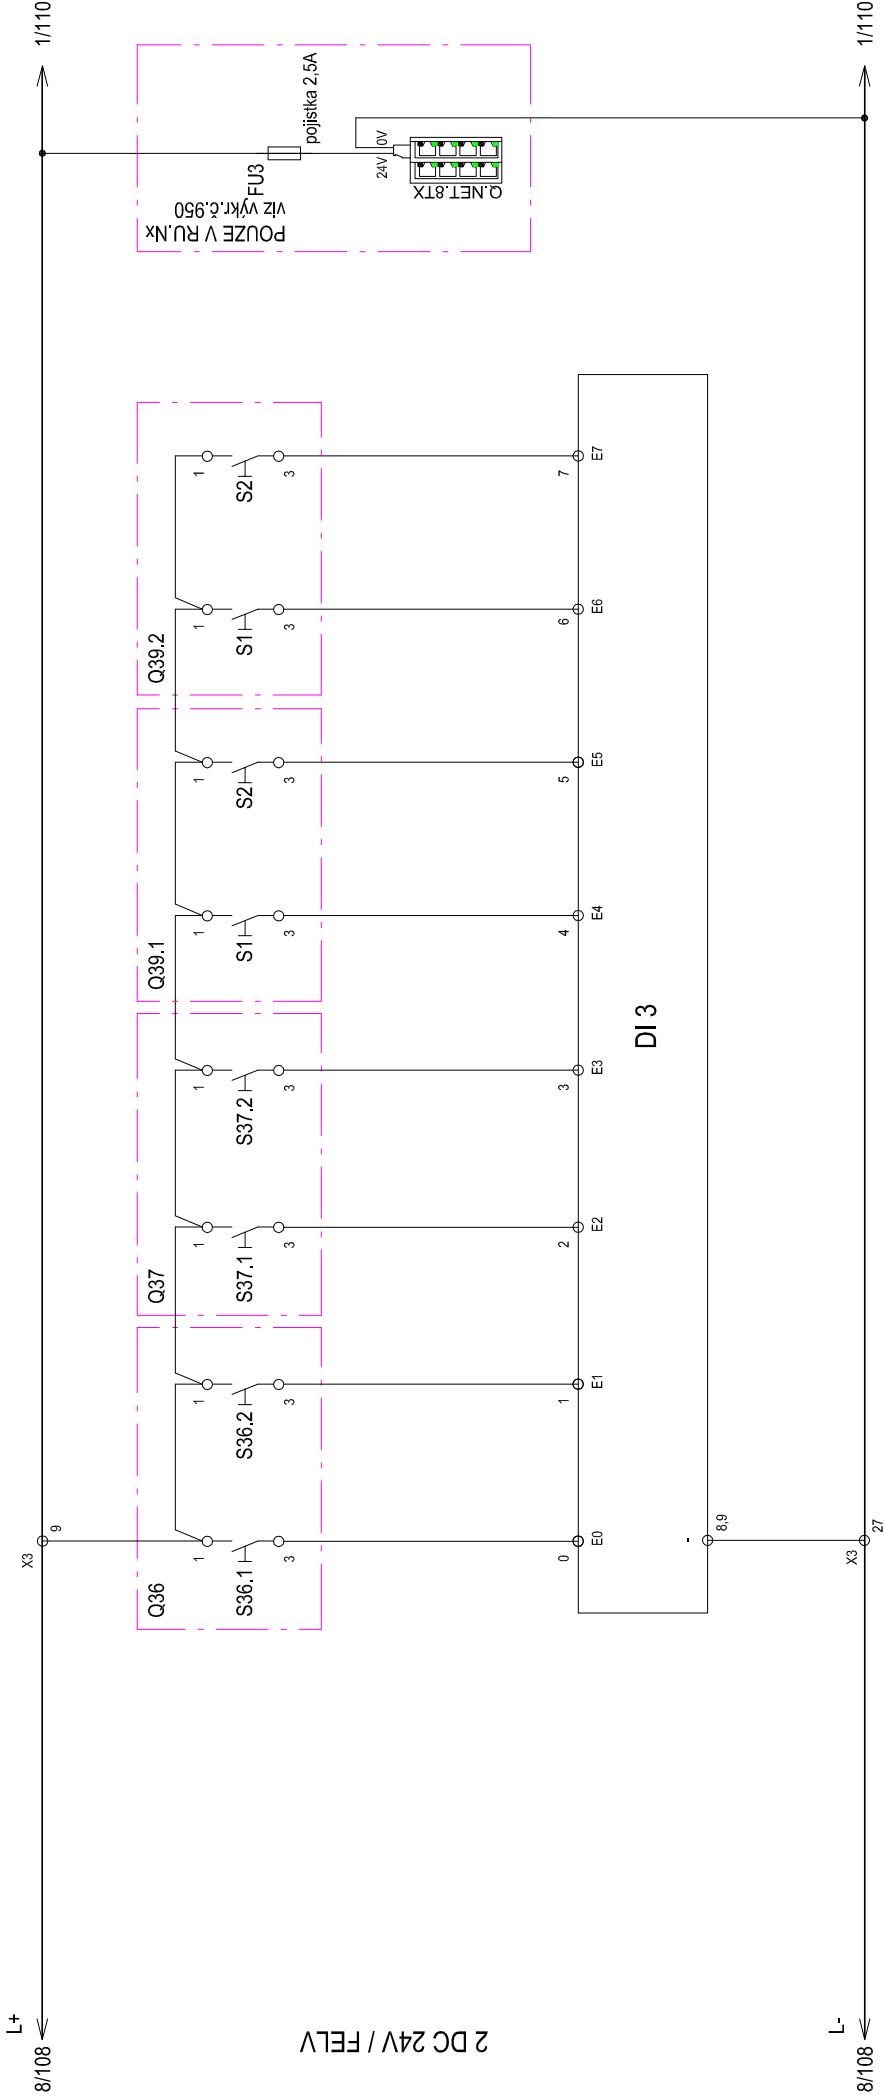 L+
8/108
1/110
X3
9
Q36
1
S36.1
3
1
S36.2
3
Q37
1
S37.1
3
1
S37.2
3
Q39.1
1
S1
3
1
S2
3
Q39.2
1
S1
3
1
S2
3
POUZE V RU.Nx
viz výkr.č.950
FU3
pojistka 2,5A
24V
0V
Q.NET.8TX
2 DC 24V / FELV
0
E0
1
E1
2
E2
3
E3
4
E4
5
E5
6
E6
7
E7
DI 3
-
8,9
X3
27
L-
8/108
1/110